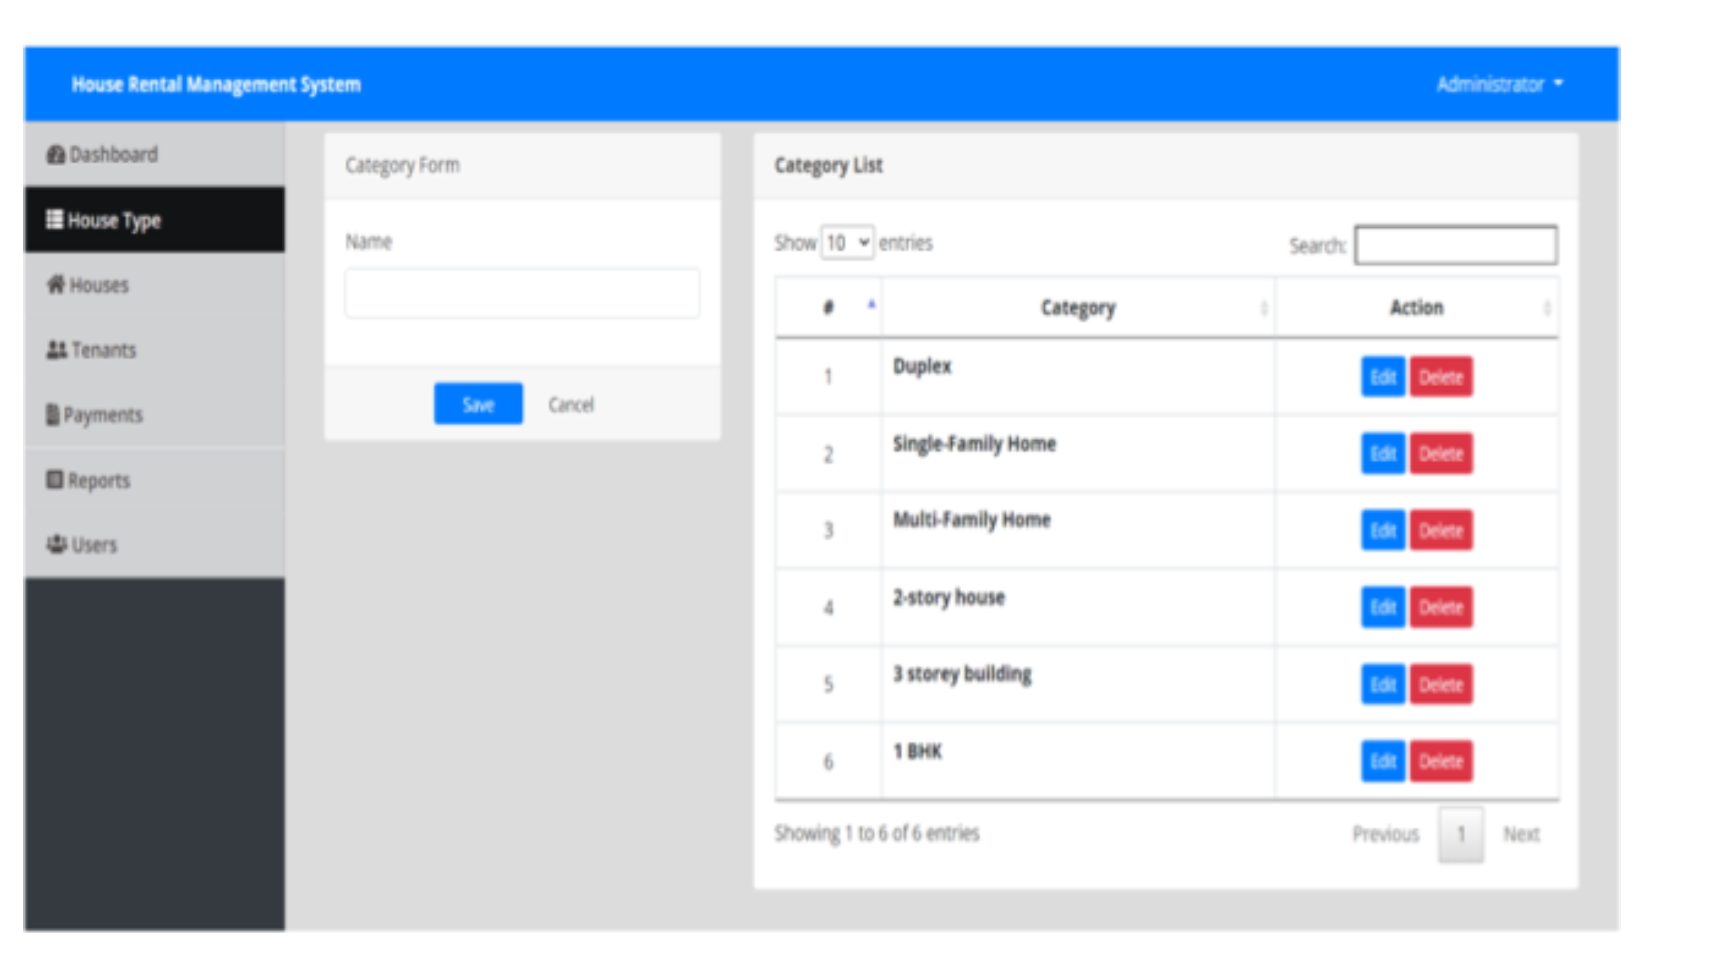 House Rental Management System
Administrator
Dashboard
House Type
Houses
Tenants
Payments
Reports
Users
Category Form
Name
Save Cancel
Category List
Show 10 entries
Search:
# Category Action
1 Duplex Edit Delete
2 Single-Family Home Edit Delete
3 Multi-Family Home Edit Delete
4 2-story house Edit Delete
5 3 storey building Edit Delete
6 1 BHK Edit Delete
Showing 1 to 6 of 6 entries
Previous 1 Next